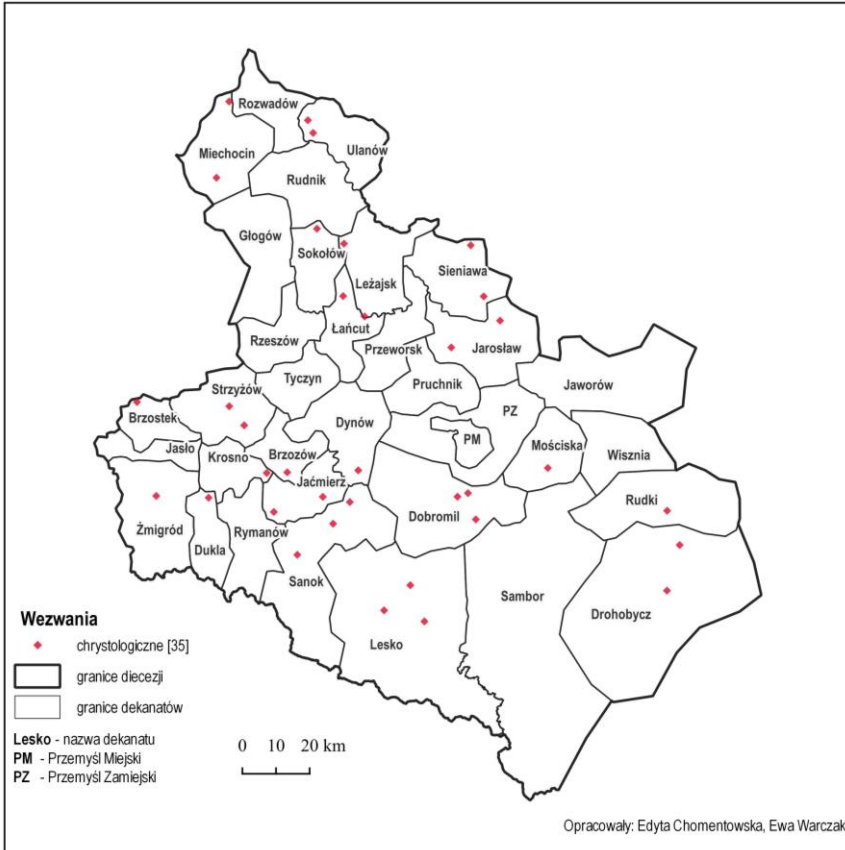 Rozwadów
Miechocin
Ulanów
Rudnik
Głogów
Sokołów
Leżajsk
Sieniawa
Rzeszów
Łańcut
Przeworsk
Jarosław
Tyczyn
Pruchnik
Jaworów
Strzyżów
Brzostek
Dynów
PZ
PM
Mościska
Wisznia
Jasło
Krosno
Brzozów
Jaćmierz
Rudki
Żmigród
Dukla
Rymanów
Dobromil
Sanok
Sambor
Drohobycz
Lesko
Wezwania
chrystologiczne [35]
granice diecezji
granice dekanatów
Lesko - nazwa dekanatu
PM - Przemyśl Miejski
PZ - Przemyśl Zamiejski
0 10 20 km
Opracowały: Edyta Chomentowska, Ewa Warczak